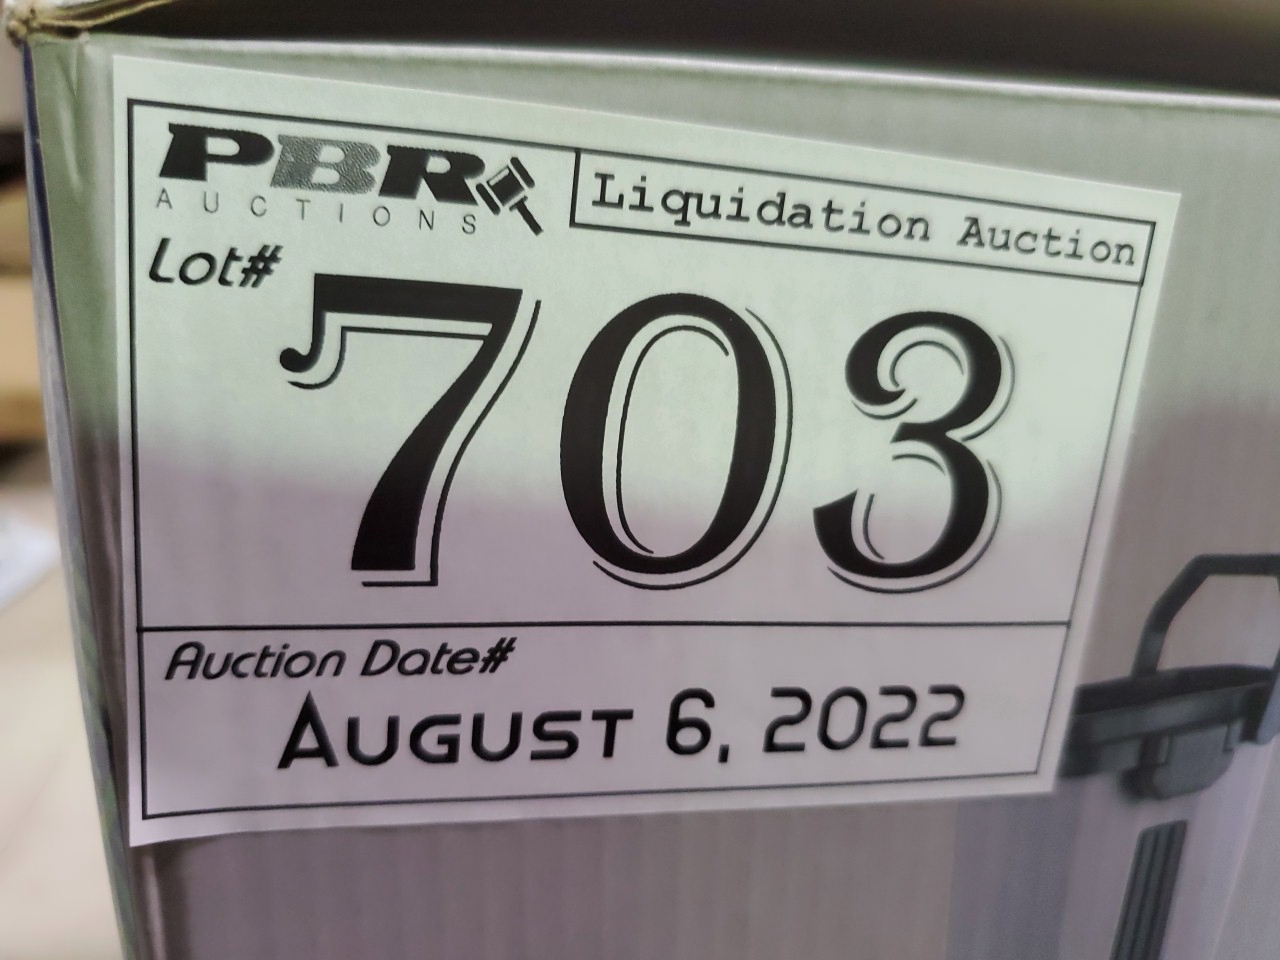 PBR
AUCTIONS
Liquidation Auction
Lot#
703
Auction Date#
AUGUST 6, 2022